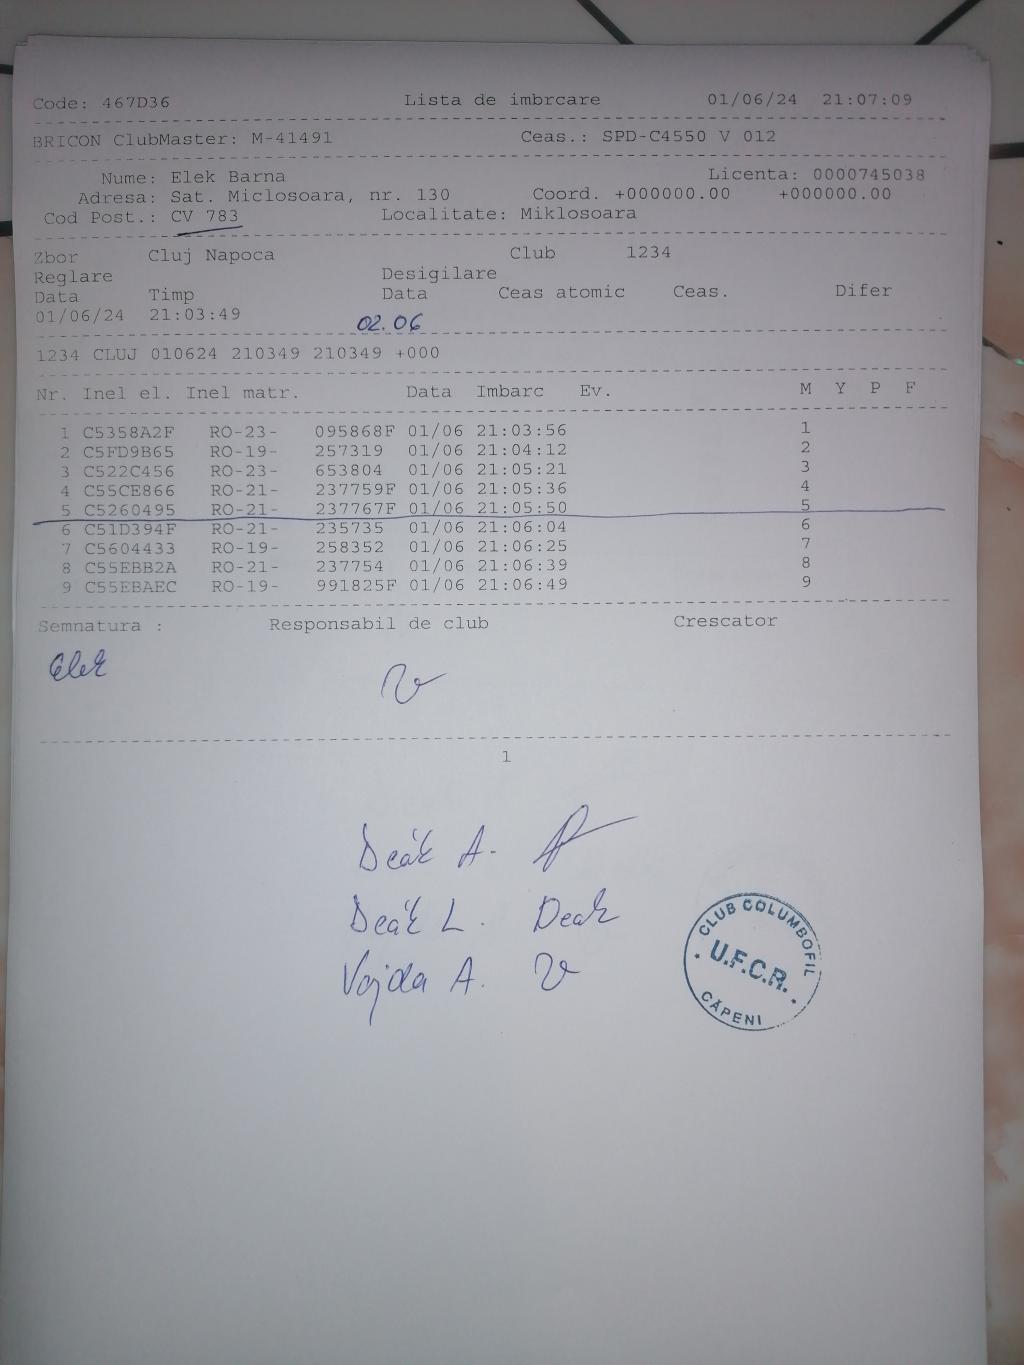 Code: 467D36 Lista de imbrcare 01/06/24 21:07:09
BRICON ClubMaster: M-41491 Ceas.: SPD-C4550 V 012
Nume: Elek Barna Licenta: 0000745038
Adresa: Sat. Miclosoara, nr. 130 Coord. +000000.00 +000000.00
Cod Post.: CV 783 Localitate: Miklosoara
Zbor Cluj Napoca Club 1234
Reglare Desigilare
Data Timp Data Ceas atomic Ceas. Difer
01/06/24 21:03:49 02.06
1234 CLUJ 010624 210349 210349 +000
Nr. Inel el. Inel matr. Data Imbarc Ev. M Y P F
1 C5358A2F RO-23- 095868F 01/06 21:03:56 1
2 C5FD9B65 RO-19- 257319 01/06 21:04:12 2
3 C522C456 RO-23- 653804 01/06 21:05:21 3
4 C55CE866 RO-21- 237759F 01/06 21:05:36 4
5 C5260495 RO-21- 237767F 01/06 21:05:50 5
6 C51D394F RO-21- 235735 01/06 21:06:04 6
7 C5604433 RO-19- 258352 01/06 21:06:25 7
8 C55EBB2A RO-21- 237754 01/06 21:06:39 8
9 C55EBAEC RO-19- 991825F 01/06 21:06:49 9
Semnatura : Responsabil de club Crescator
Elek
1
Deák A.
Deák L. Deak
Vajda A.
CLUB COLUMBOFIL
U.F.C.R.
CĂPENI